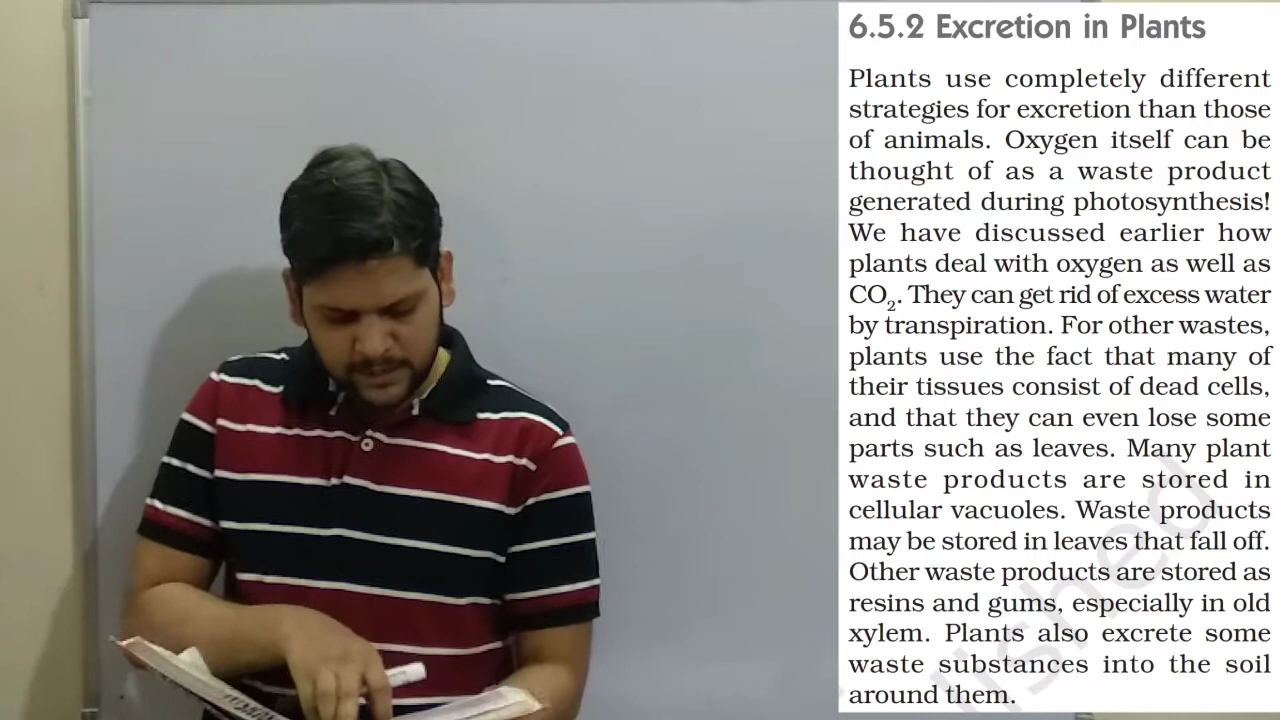 6.5.2 Excretion in Plants
Plants use completely different
strategies for excretion than those
of animals. Oxygen itself can be
thought of as a waste product
generated during photosynthesis!
We have discussed earlier how
plants deal with oxygen as well as
CO₂. They can get rid of excess water
by transpiration. For other wastes,
plants use the fact that many of
their tissues consist of dead cells,
and that they can even lose some
parts such as leaves. Many plant
waste products are stored in
cellular vacuoles. Waste products
may be stored in leaves that fall off.
Other waste products are stored as
resins and gums, especially in old
xylem. Plants also excrete some
waste substances into the soil
around them.